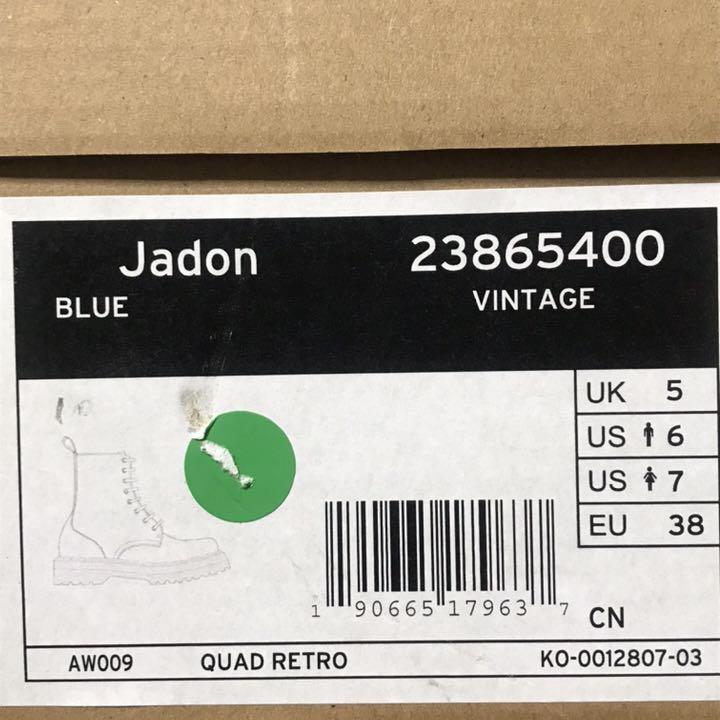 Jadon 23865400
BLUE VINTAGE
UK 5
US 6
US 7
EU 38
1 90665 17963 7
CN
AW009 QUAD RETRO KO-0012807-03